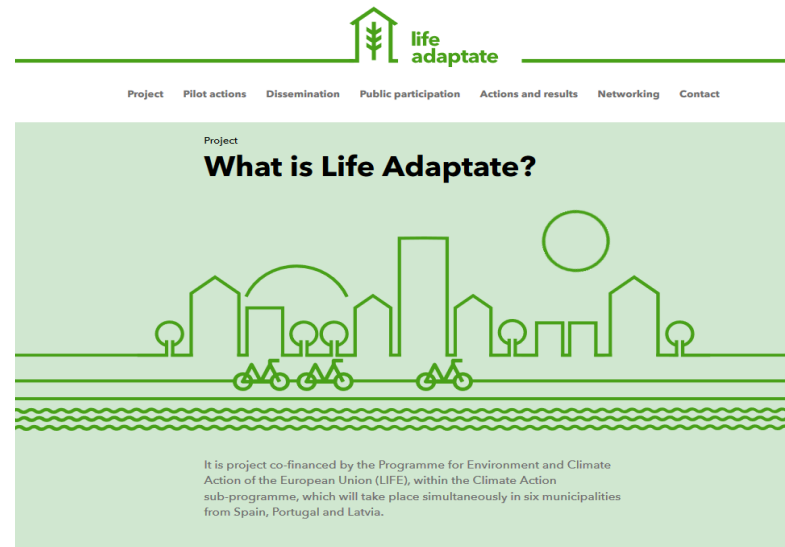 life
adaptate
Project Pilot actions Dissemination Public participation Actions and results Networking Contact
Project
What is Life Adaptate?
It is project co-financed by the Programme for Environment and Climate
Action of the European Union (LIFE), within the Climate Action
sub-programme, which will take place simultaneously in six municipalities
from Spain, Portugal and Latvia.